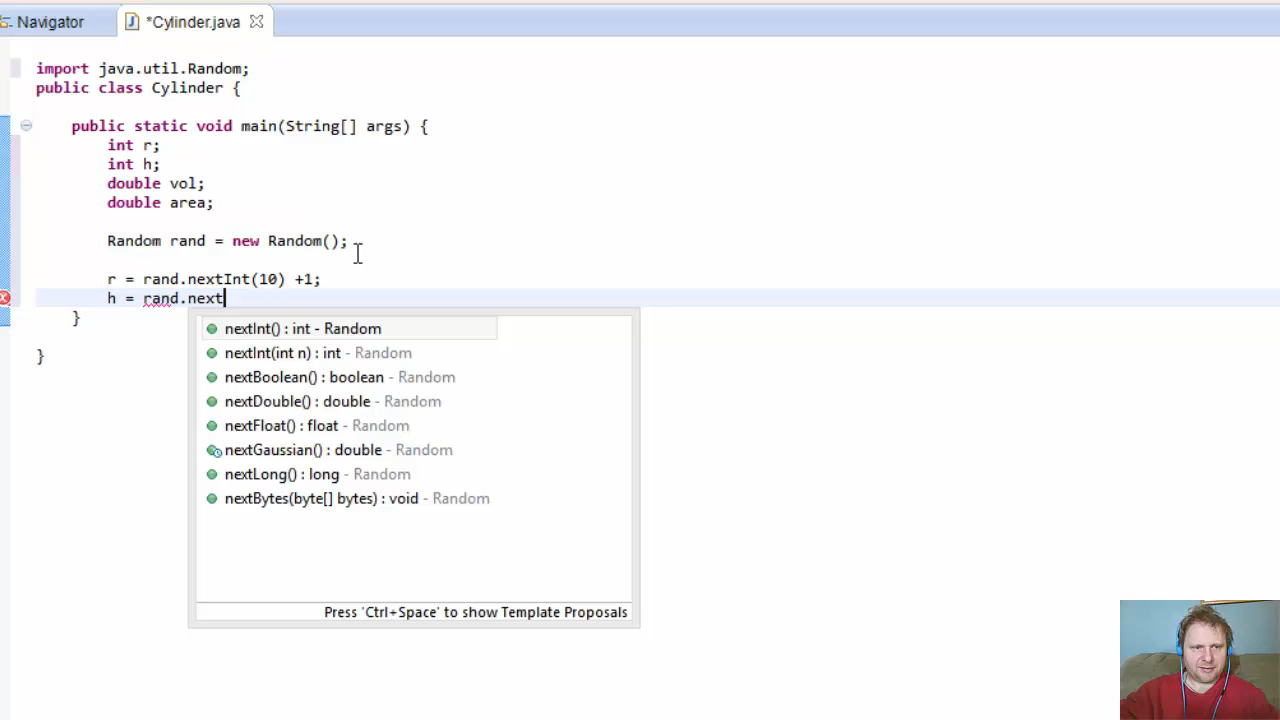 Navigator
*Cylinder.java
import java.util.Random;
public class Cylinder {
public static void main(String[] args) {
int r;
int h;
double vol;
double area;
Random rand = new Random();
r = rand.nextInt(10) +1;
h = rand.next
}
}
nextInt() : int - Random
nextInt(int n) : int - Random
nextBoolean() : boolean - Random
nextDouble() : double - Random
nextFloat() : float - Random
nextGaussian() : double - Random
nextLong() : long - Random
nextBytes(byte[] bytes) : void - Random
Press 'Ctrl+Space' to show Template Proposals